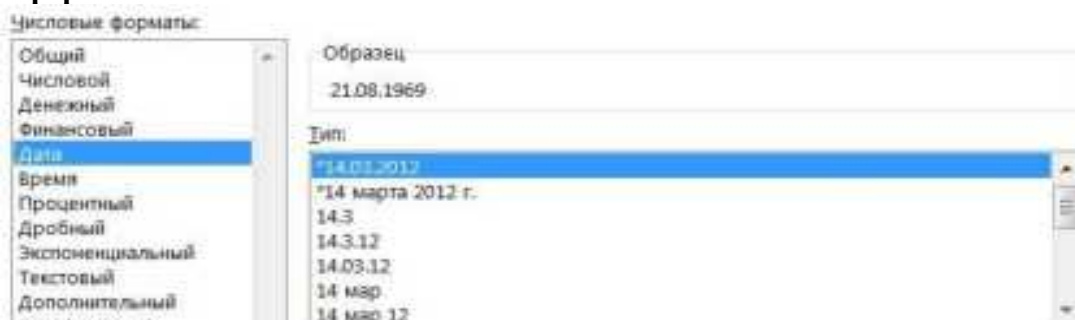 Числовые форматы:
Общий
Числовой
Денежный
Финансовый
Дата
Время
Процентный
Дробный
Экспоненциальный
Текстовый
Дополнительный
Образец
21.08.1969
Тип:
*14.03.2012
*14 марта 2012 г.
14.3
14.3.12
14.03.12
14 мар
14 мар 12